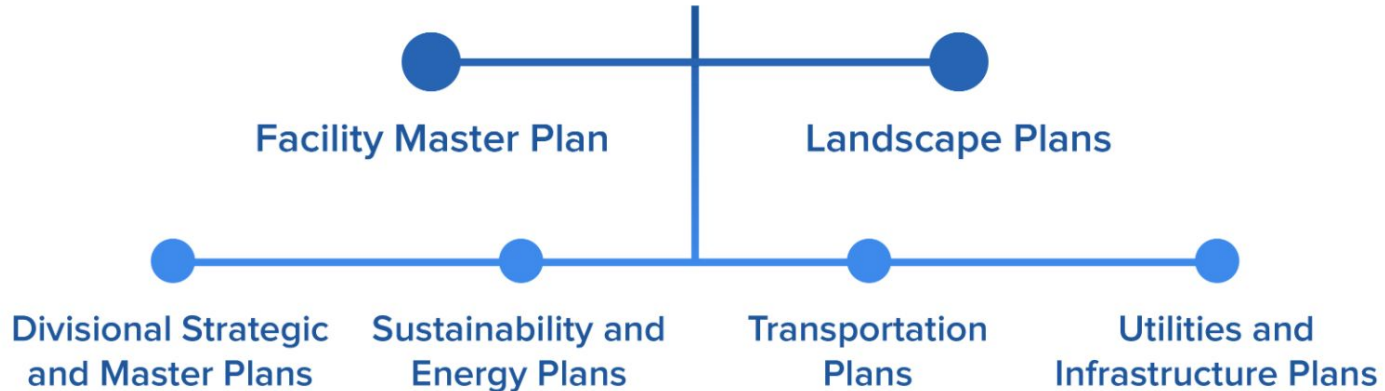 Facility Master Plan
Landscape Plans
Divisional Strategic
and Master Plans
Sustainability and
Energy Plans
Transportation
Plans
Utilities and
Infrastructure Plans